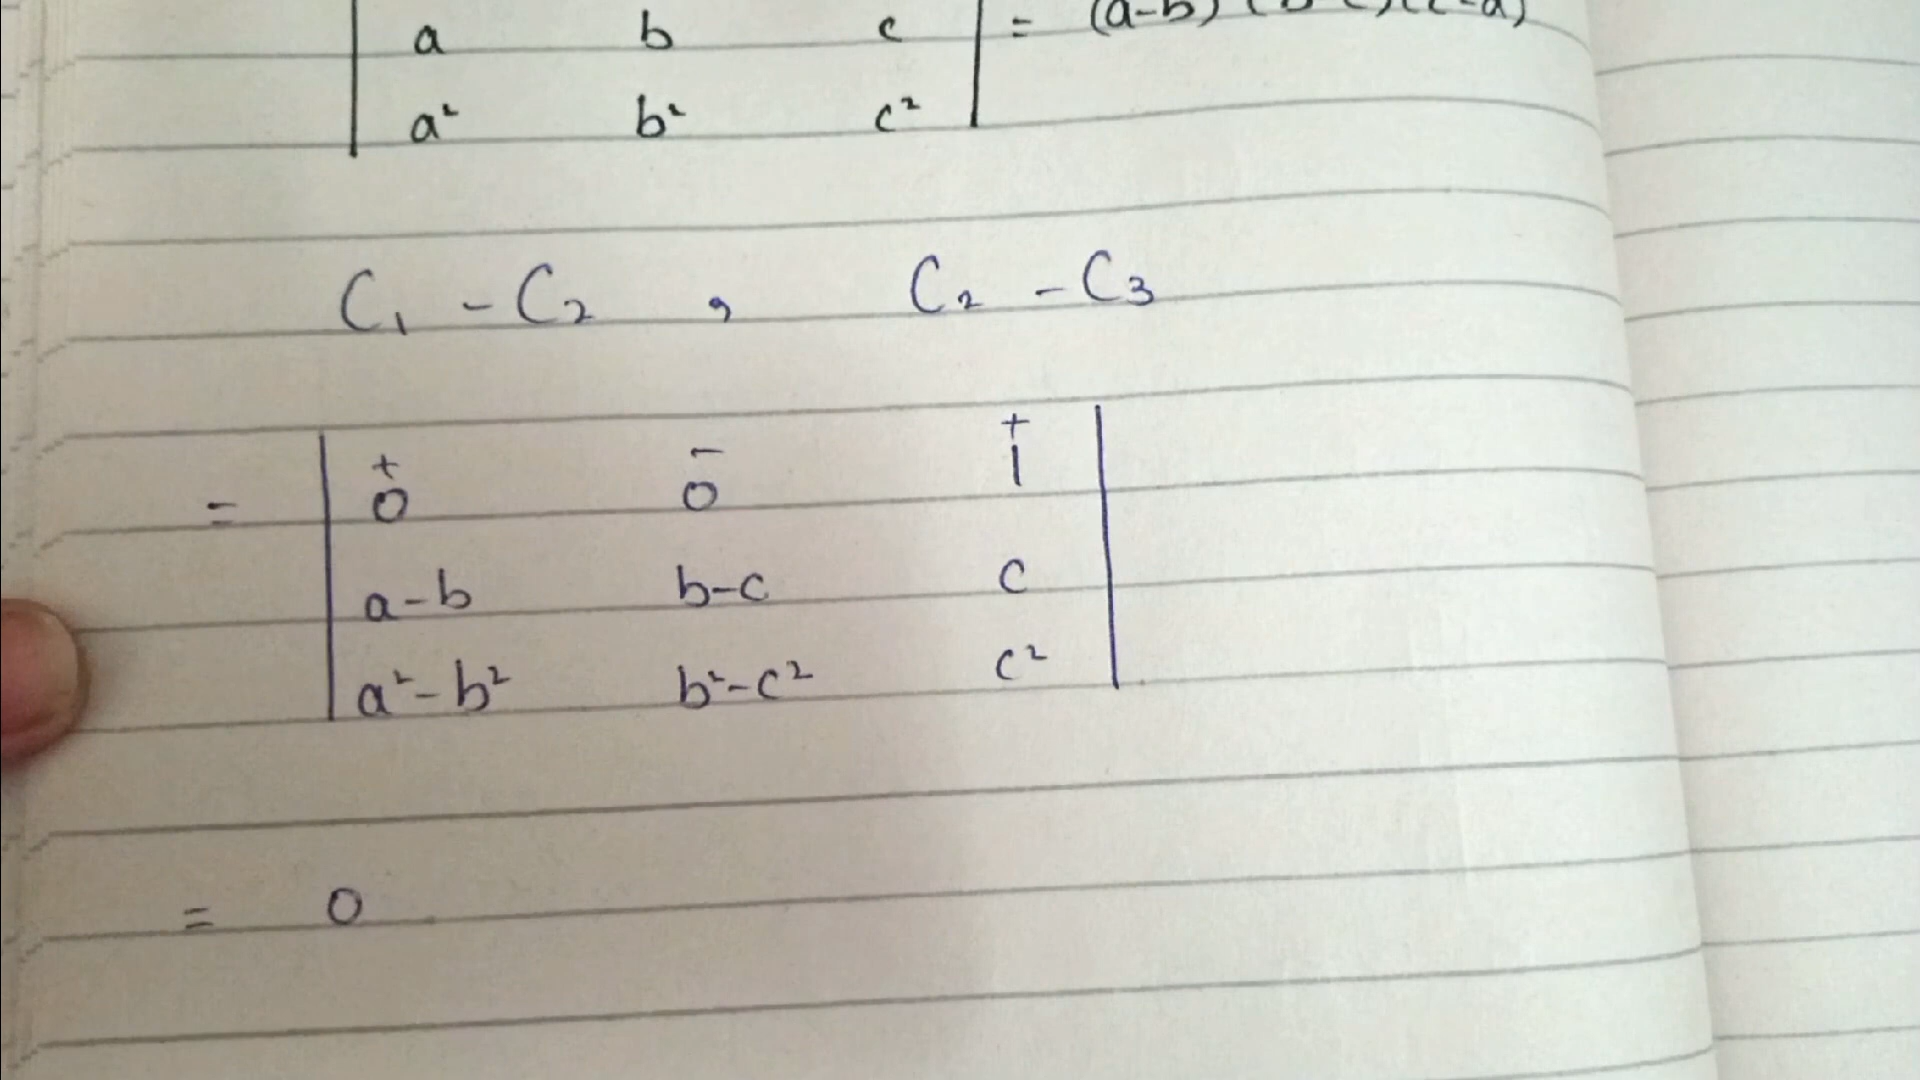 a b c = (a-b) (b-c)(c-a)
a² b² c²
C₁ - C₂ , C₂ - C₃
+ - +
= 0 0 1
a-b b-c c
a²-b² b²-c² c²
= 0